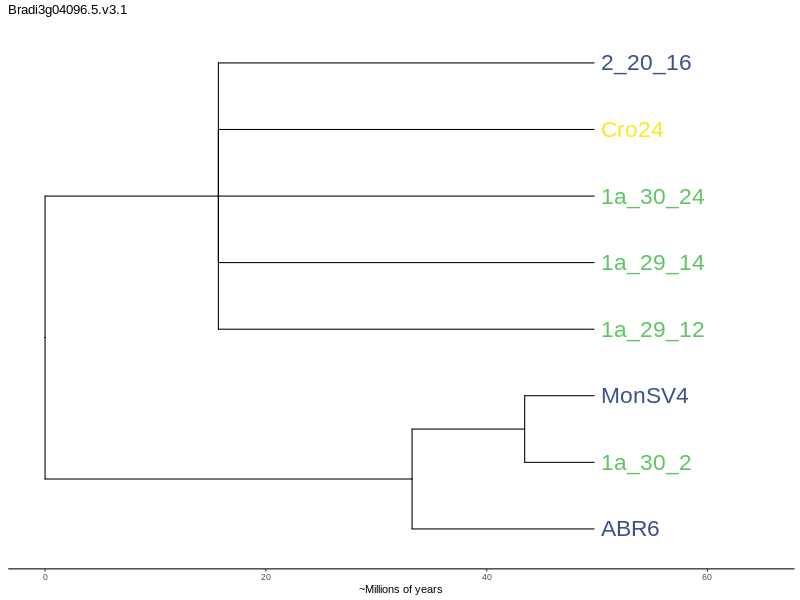 Bradi3g04096.5.v3.1
2_20_16
Cro24
1a_30_24
1a_29_14
1a_29_12
MonSV4
1a_30_2
ABR6
0 20 40 60
~Millions of years